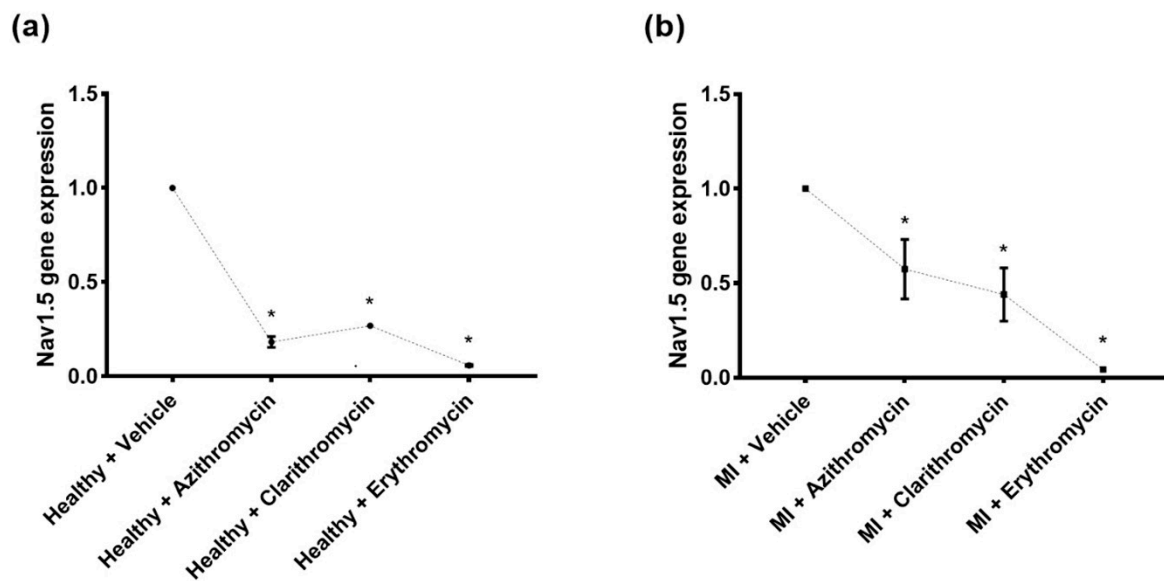 (a)
Nav1.5 gene expression
1.5
1.0
0.5
0.0
*
*
*
Healthy + Vehicle
Healthy + Azithromycin
Healthy + Clarithromycin
Healthy + Erythromycin
(b)
Nav1.5 gene expression
1.5
1.0
0.5
0.0
*
*
*
MI + Vehicle
MI + Azithromycin
MI + Clarithromycin
MI + Erythromycin